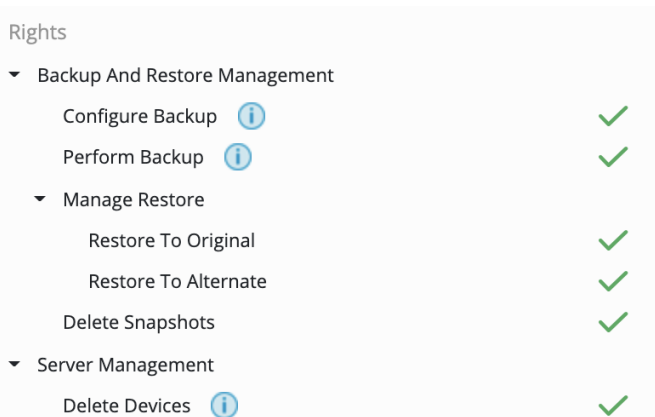 Rights
Backup And Restore Management
Configure Backup
Perform Backup
Manage Restore
Restore To Original
Restore To Alternate
Delete Snapshots
Server Management
Delete Devices